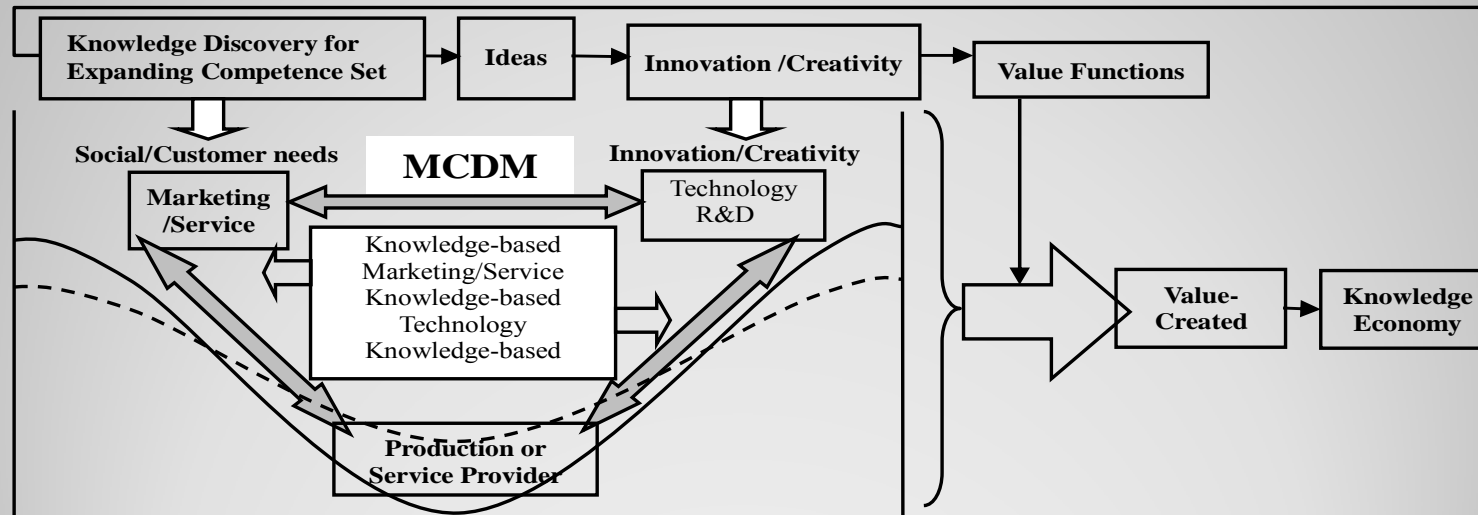 Knowledge Discovery for
Expanding Competence Set
Ideas
Innovation /Creativity
Value Functions
Social/Customer needs
MCDM
Innovation/Creativity
Marketing
/Service
Technology
R&D
Knowledge-based
Marketing/Service
Knowledge-based
Technology
Knowledge-based
Value-
Created
Knowledge
Economy
Production or
Service Provider